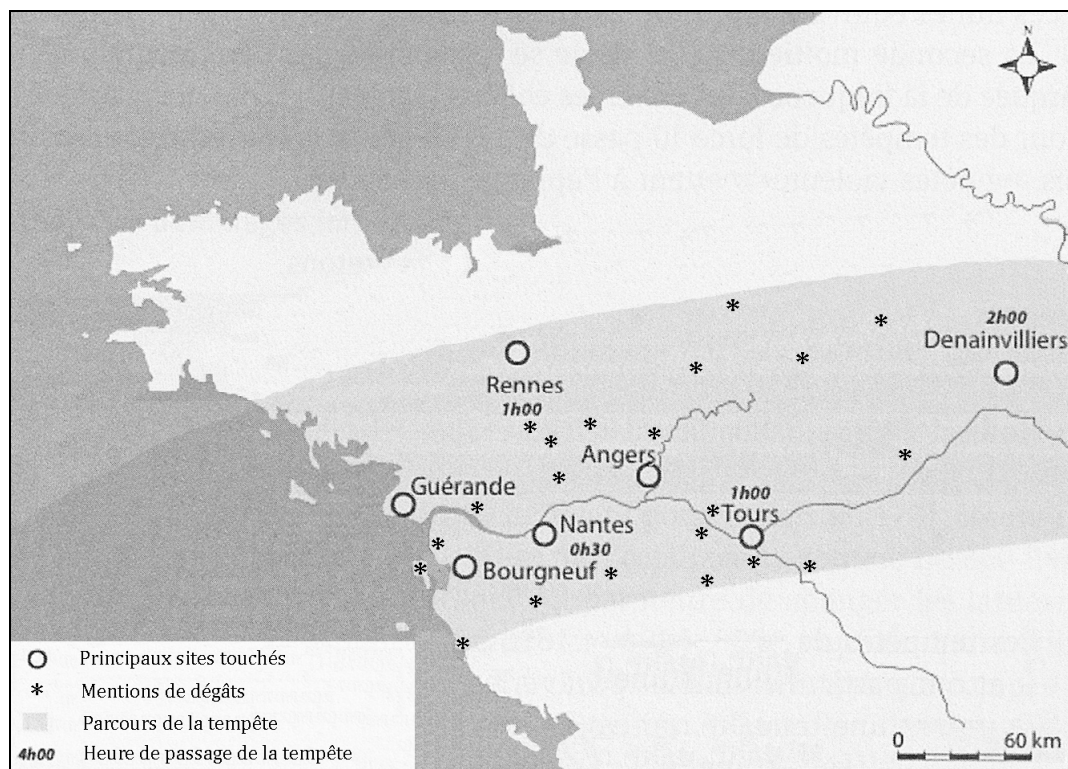 N
2h00
Denainvilliers
Rennes
1h00
Angers
Guérande
1h00
Tours
Nantes
0h30
Bourgneuf
Principaux sites touchés
Mentions de dégâts
Parcours de la tempête
4h00 Heure de passage de la tempête
0 60 km